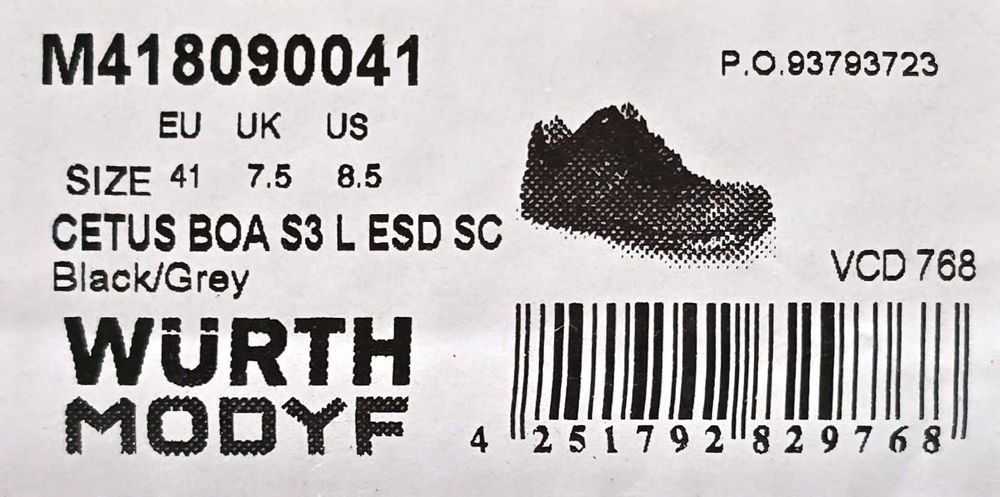 M418090041
P.O.93793723
EU UK US
SIZE 41 7.5 8.5
CETUS BOA S3 L ESD SC
Black/Grey
VCD 768
WÜRTH
MODYF
4 251792 829768